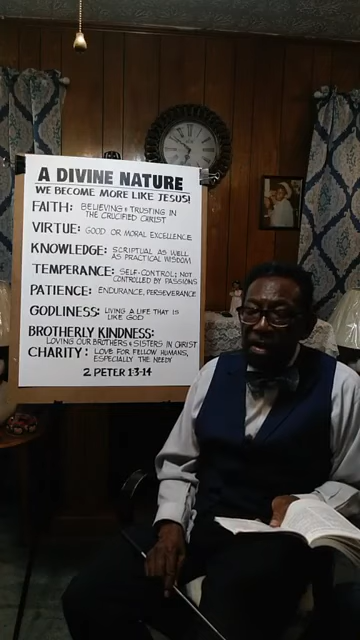 A DIVINE NATURE
WE BECOME MORE LIKE JESUS!
FAITH: BELIEVING & TRUSTING IN
THE CRUCIFIED CHRIST
VIRTUE: GOOD OR MORAL EXCELLENCE
KNOWLEDGE: SCRIPTUAL AS WELL
AS PRACTICAL WISDOM
TEMPERANCE: SELF-CONTROL; NOT
CONTROLLED BY PASSIONS
PATIENCE: ENDURANCE, PERSEVERANCE
GODLINESS: LIVING A LIFE THAT IS
LIKE GOD
BROTHERLY KINDNESS:
LOVING OUR BROTHERS & SISTERS IN CHRIST
CHARITY: LOVE FOR FELLOW HUMANS,
ESPECIALLY THE NEEDY
2 PETER 1:3-14